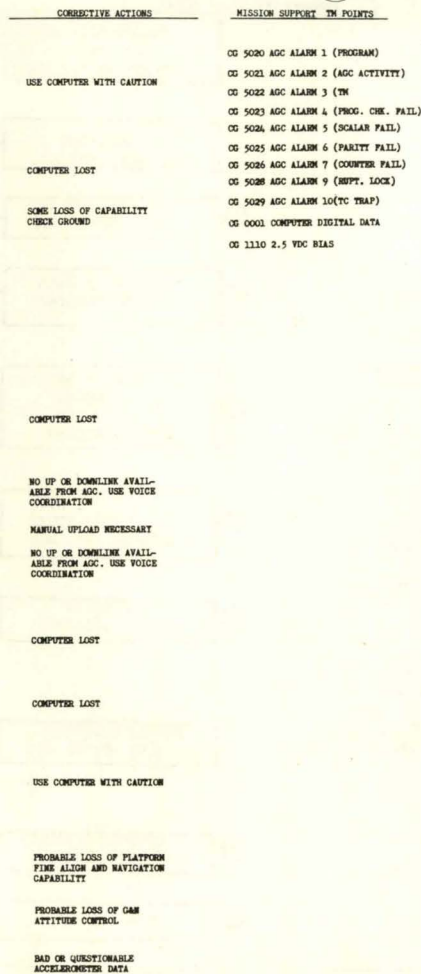 CORRECTIVE ACTIONS
MISSION SUPPORT TM POINTS
USE COMPUTER WITH CAUTION
COMPUTER LOST
SOME LOSS OF CAPABILITY
CHECK GROUND
CG 5020 AGC ALARM 1 (PROGRAM)
CG 5021 AGC ALARM 2 (AGC ACTIVITY)
CG 5022 AGC ALARM 3 (TM
CG 5023 AGC ALARM 4 (PROG. CHK. FAIL)
CG 5024 AGC ALARM 5 (SCALAR FAIL)
CG 5025 AGC ALARM 6 (PARITY FAIL)
CG 5026 AGC ALARM 7 (COUNTER FAIL)
CG 5028 AGC ALARM 9 (RUPT. LOCK)
CG 5029 AGC ALARM 10(TC TRAP)
CG 0001 COMPUTER DIGITAL DATA
CG 1110 2.5 VDC BIAS
COMPUTER LOST
NO UP OR DOWNLINK AVAIL-
ABLE FROM AGC. USE VOICE
COORDINATION
MANUAL UPLOAD NECESSART
NO UP OR DOWNLINK AVAIL-
ABLE FROM AGC. USE VOICE
COORDINATION
COMPUTER LOST
COMPUTER LOST
USE COMPUTER WITH CAUTION
PROBABLE LOSS OF PLATFORM
FINE ALIGN AND NAVIGATION
CAPABILITY
PROBABLE LOSS OF G&N
ATTITUDE CONTROL
BAD OR QUESTIONABLE
ACCELEROMETER DATA